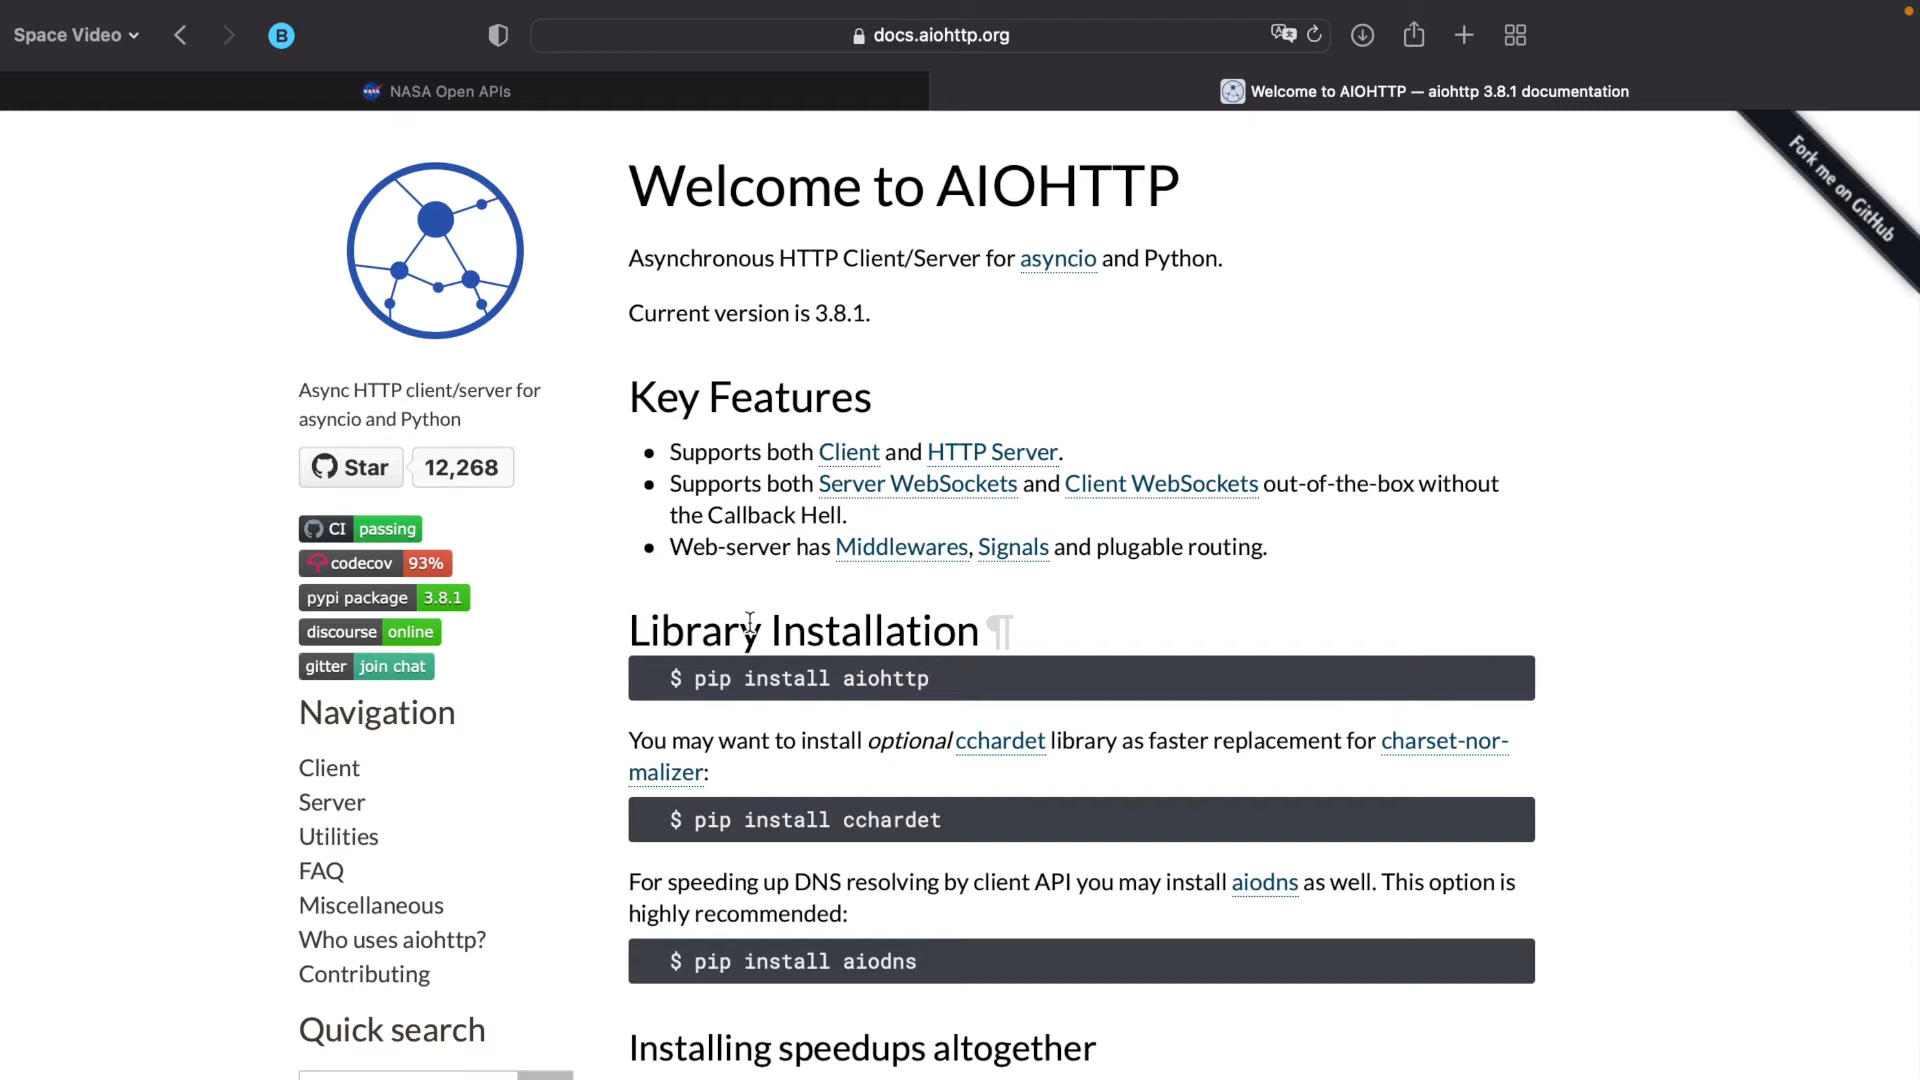 Space Video
B
docs.aiohttp.org
NASA Open APIs
Welcome to AIOHTTP — aiohttp 3.8.1 documentation
Fork me on GitHub
Async HTTP client/server for
asyncio and Python
Star 12,268
CI passing
codecov 93%
pypi package 3.8.1
discourse online
gitter join chat
Navigation
Client
Server
Utilities
FAQ
Miscellaneous
Who uses aiohttp?
Contributing
Quick search
Welcome to AIOHTTP
Asynchronous HTTP Client/Server for asyncio and Python.
Current version is 3.8.1.
Key Features
• Supports both Client and HTTP Server.
• Supports both Server WebSockets and Client WebSockets out-of-the-box without
the Callback Hell.
• Web-server has Middlewares, Signals and plugable routing.
Library Installation ¶
$ pip install aiohttp
You may want to install optional cchardet library as faster replacement for charset-nor-
malizer:
$ pip install cchardet
For speeding up DNS resolving by client API you may install aiodns as well. This option is
highly recommended:
$ pip install aiodns
Installing speedups altogether